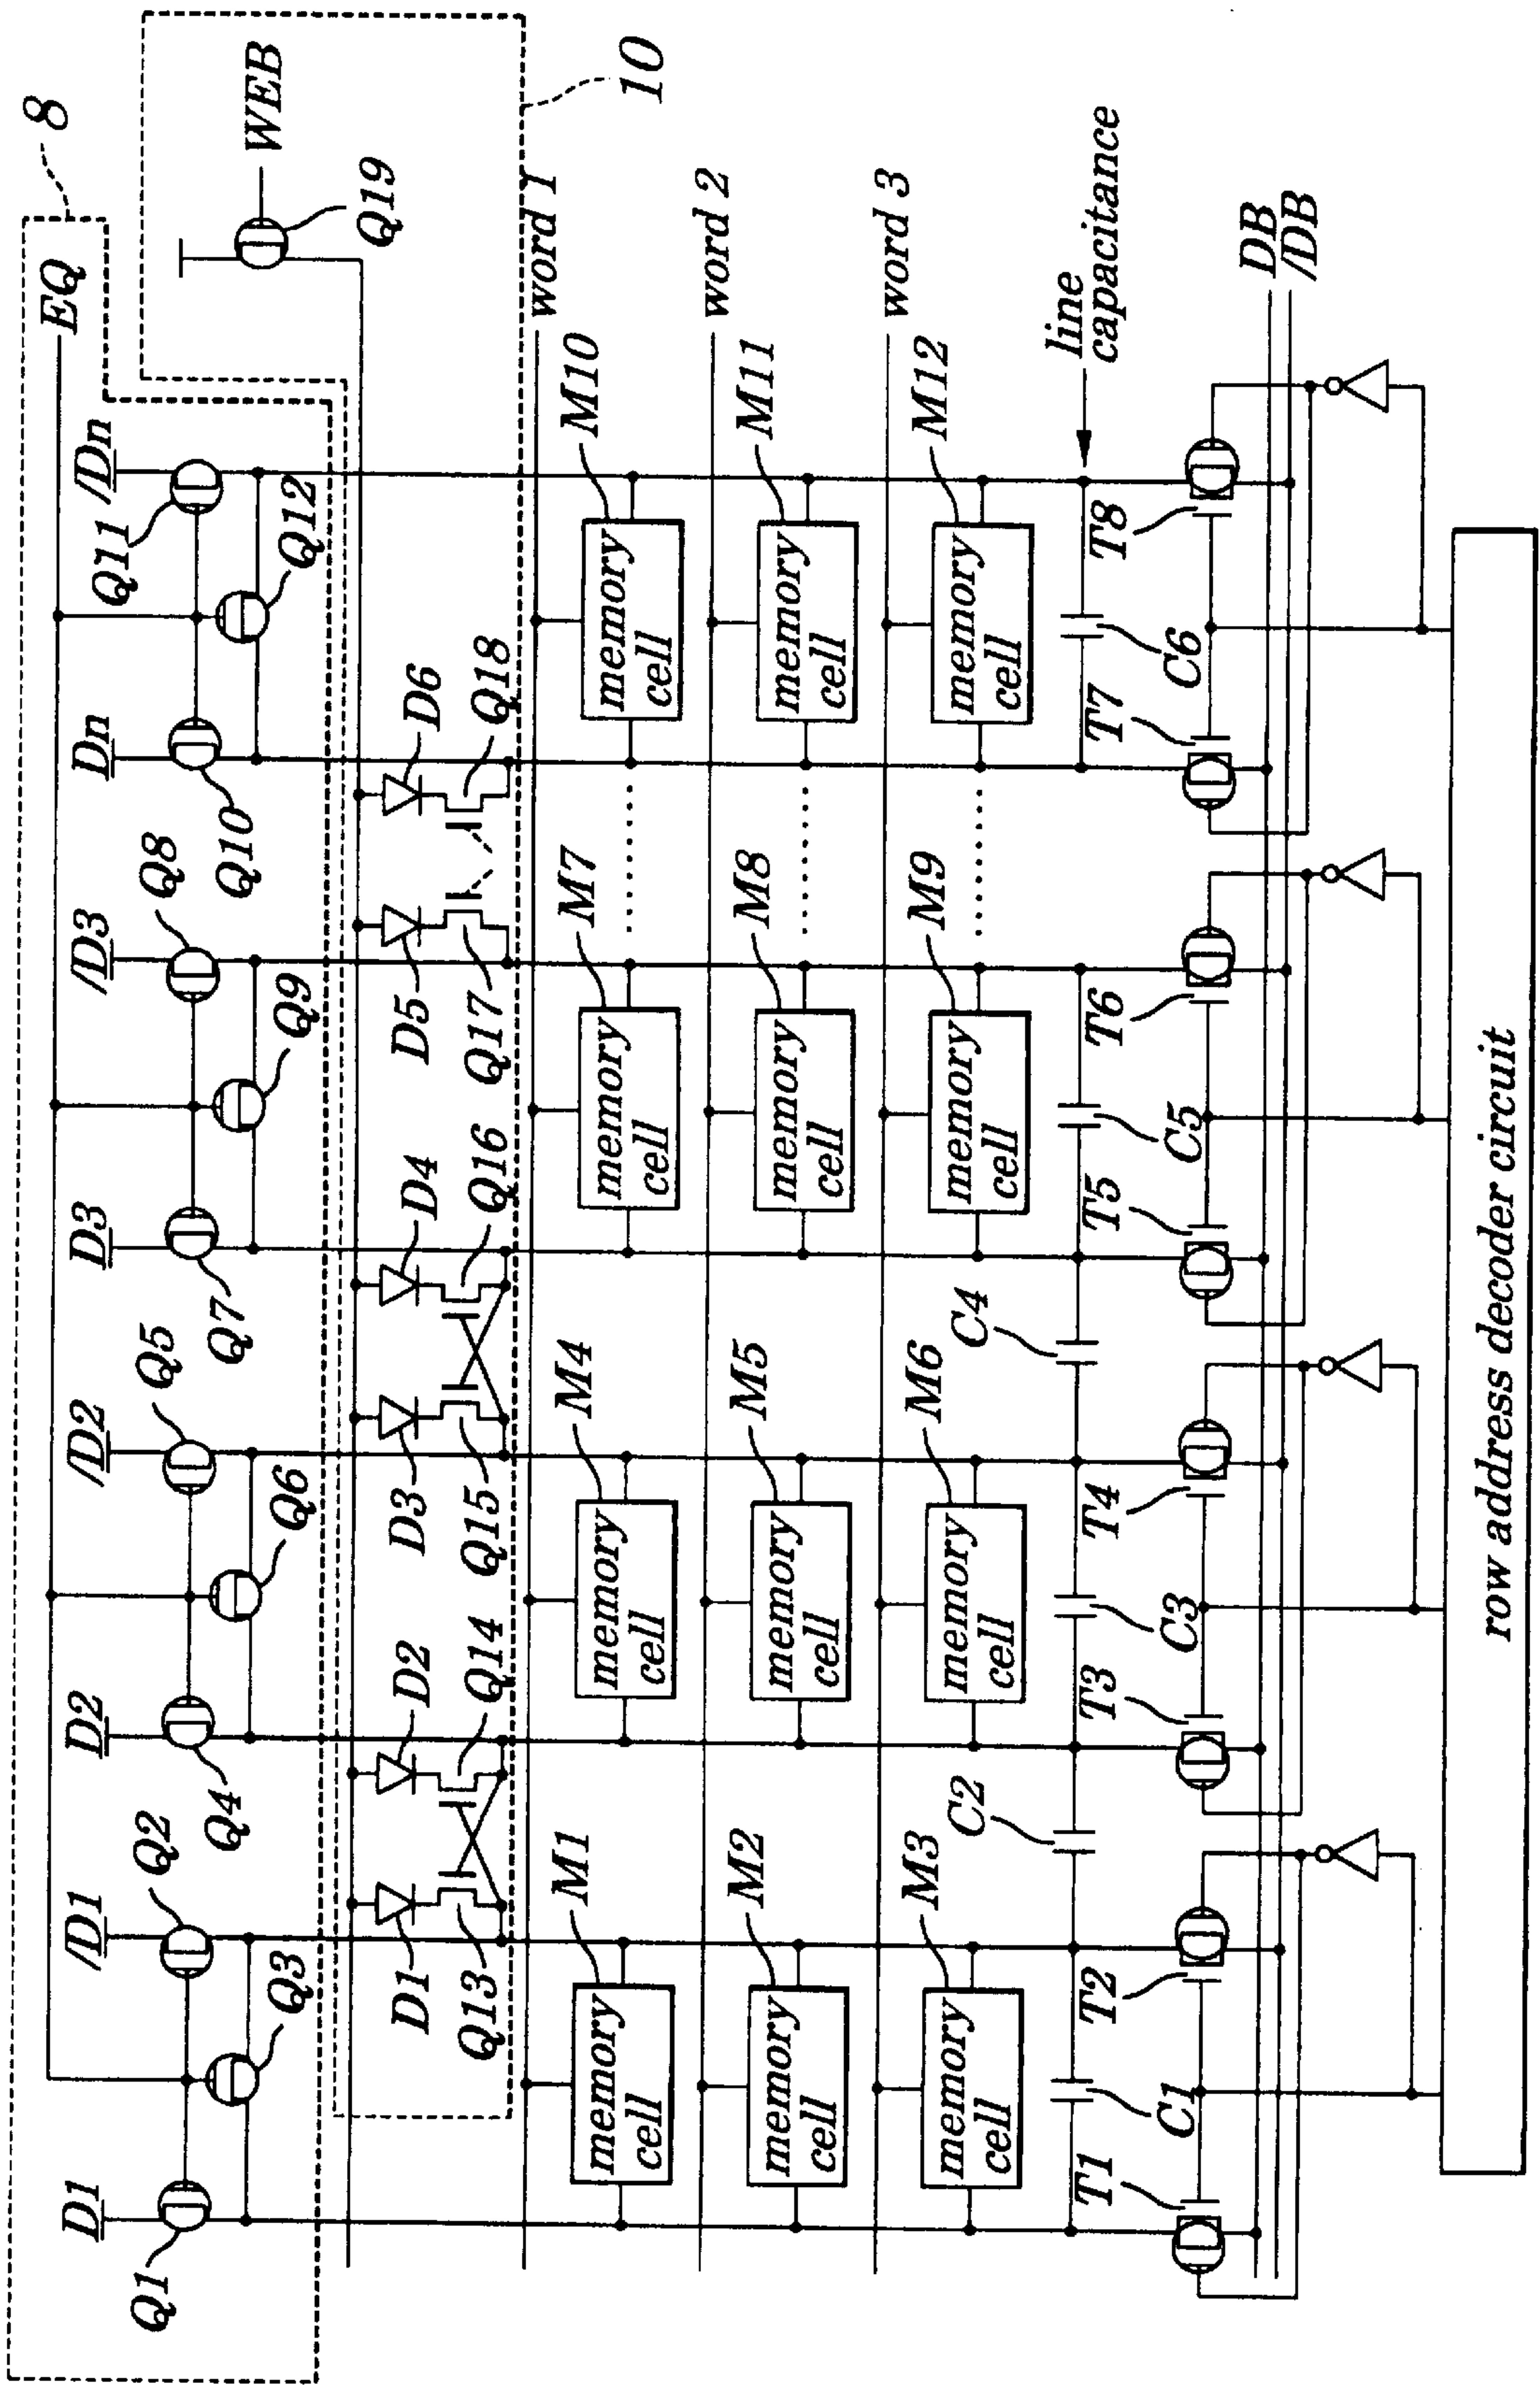 8
EQ
WEB
Q19
10
D1
/D1
D2
/D2
D3
/D3
Dn
/Dn
Q1
Q2
Q3
Q4
Q5
Q6
Q7
Q8
Q9
Q10
Q11
Q12
D1
D2
D3
D4
D5
D6
Q13
Q14
Q15
Q16
Q17
Q18
word 1
M1
M4
M7
M10
memory
cell
memory
cell
memory
cell
memory
cell
word 2
M2
M5
M8
M11
memory
cell
memory
cell
memory
cell
memory
cell
word 3
M3
M6
M9
M12
memory
cell
memory
cell
memory
cell
memory
cell
line
capacitance
C1
C2
C3
C4
C5
C6
T1
T2
T3
T4
T5
T6
T7
T8
DB
/DB
row address decoder circuit